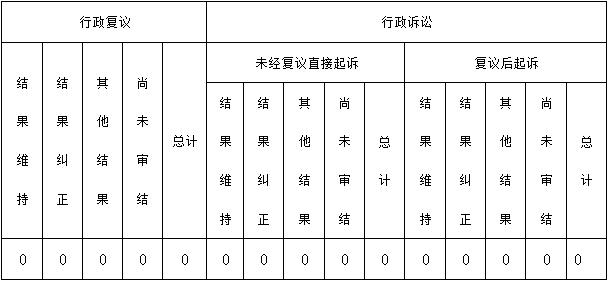 行政复议 行政诉讼
未经复议直接起诉 复议后起诉
结果维持 结果纠正 其他结果 尚未审结 总计 结果维持 结果纠正 其他结果 尚未审结 总计 结果维持 结果纠正 其他结果 尚未审结 总计
0 0 0 0 0 0 0 0 0 0 0 0 0 0 0